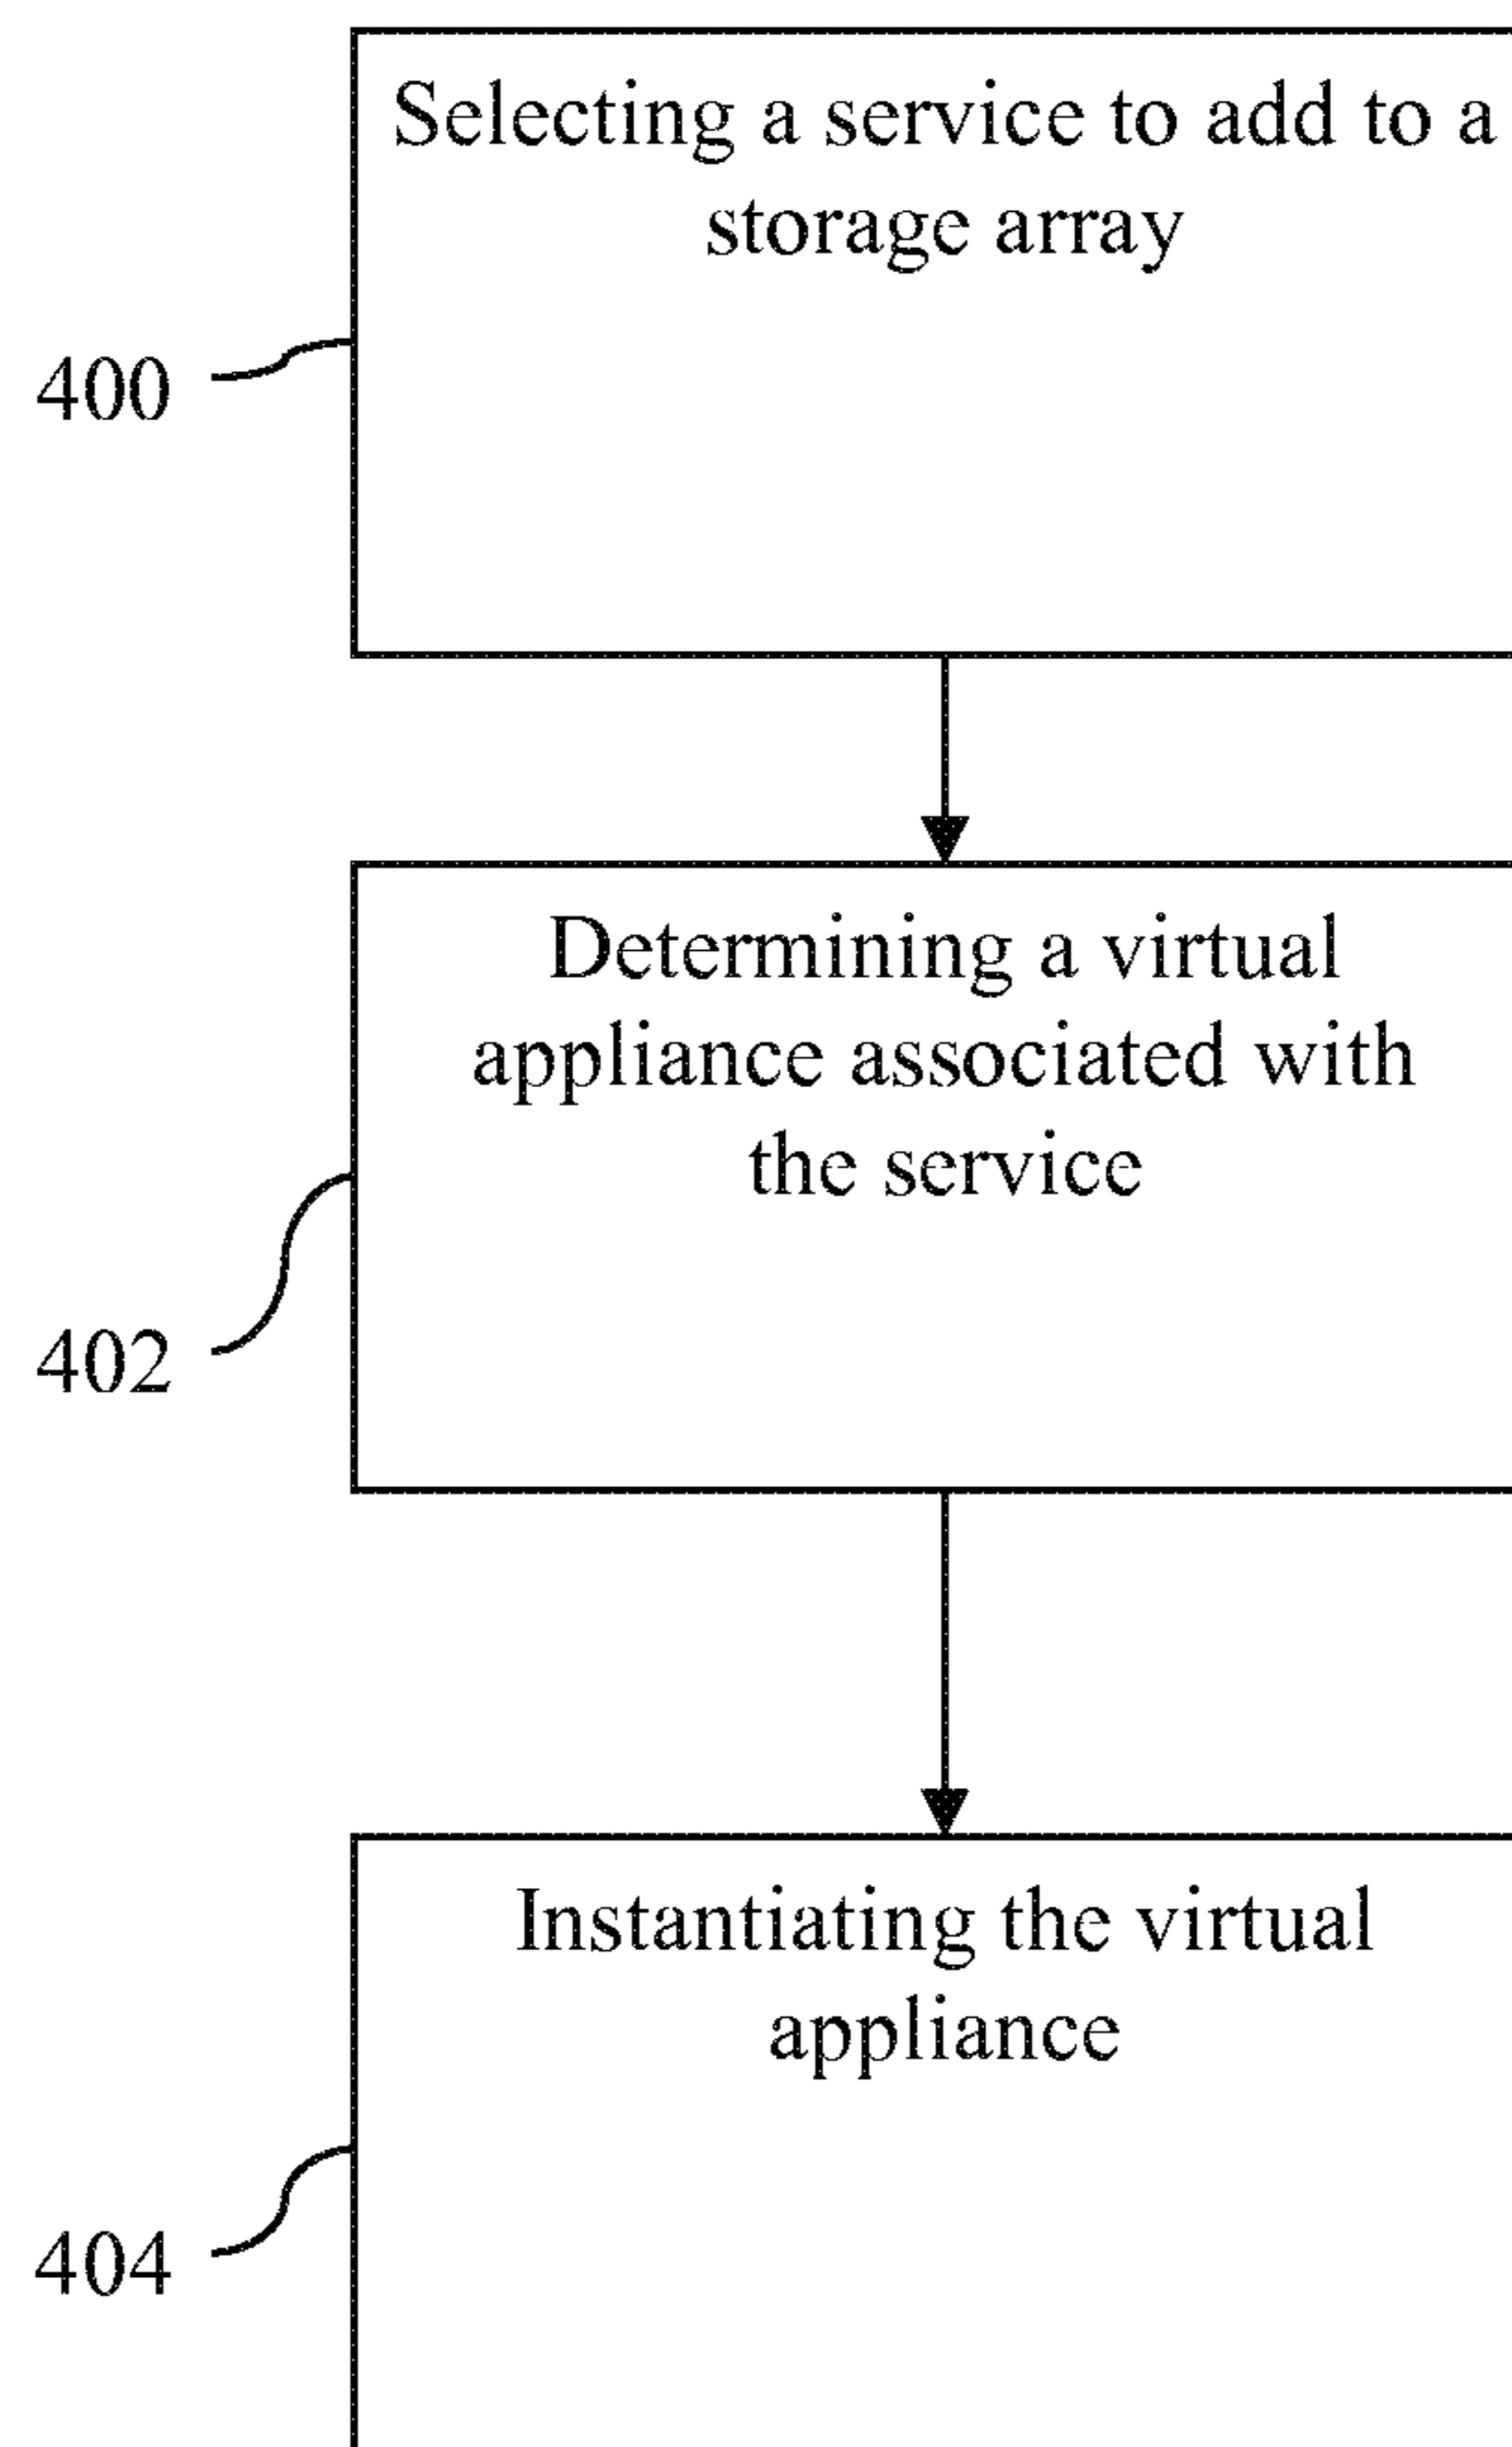 Selecting a service to add to a
storage array
400
Determining a virtual
appliance associated with
the service
402
Instantiating the virtual
appliance
404